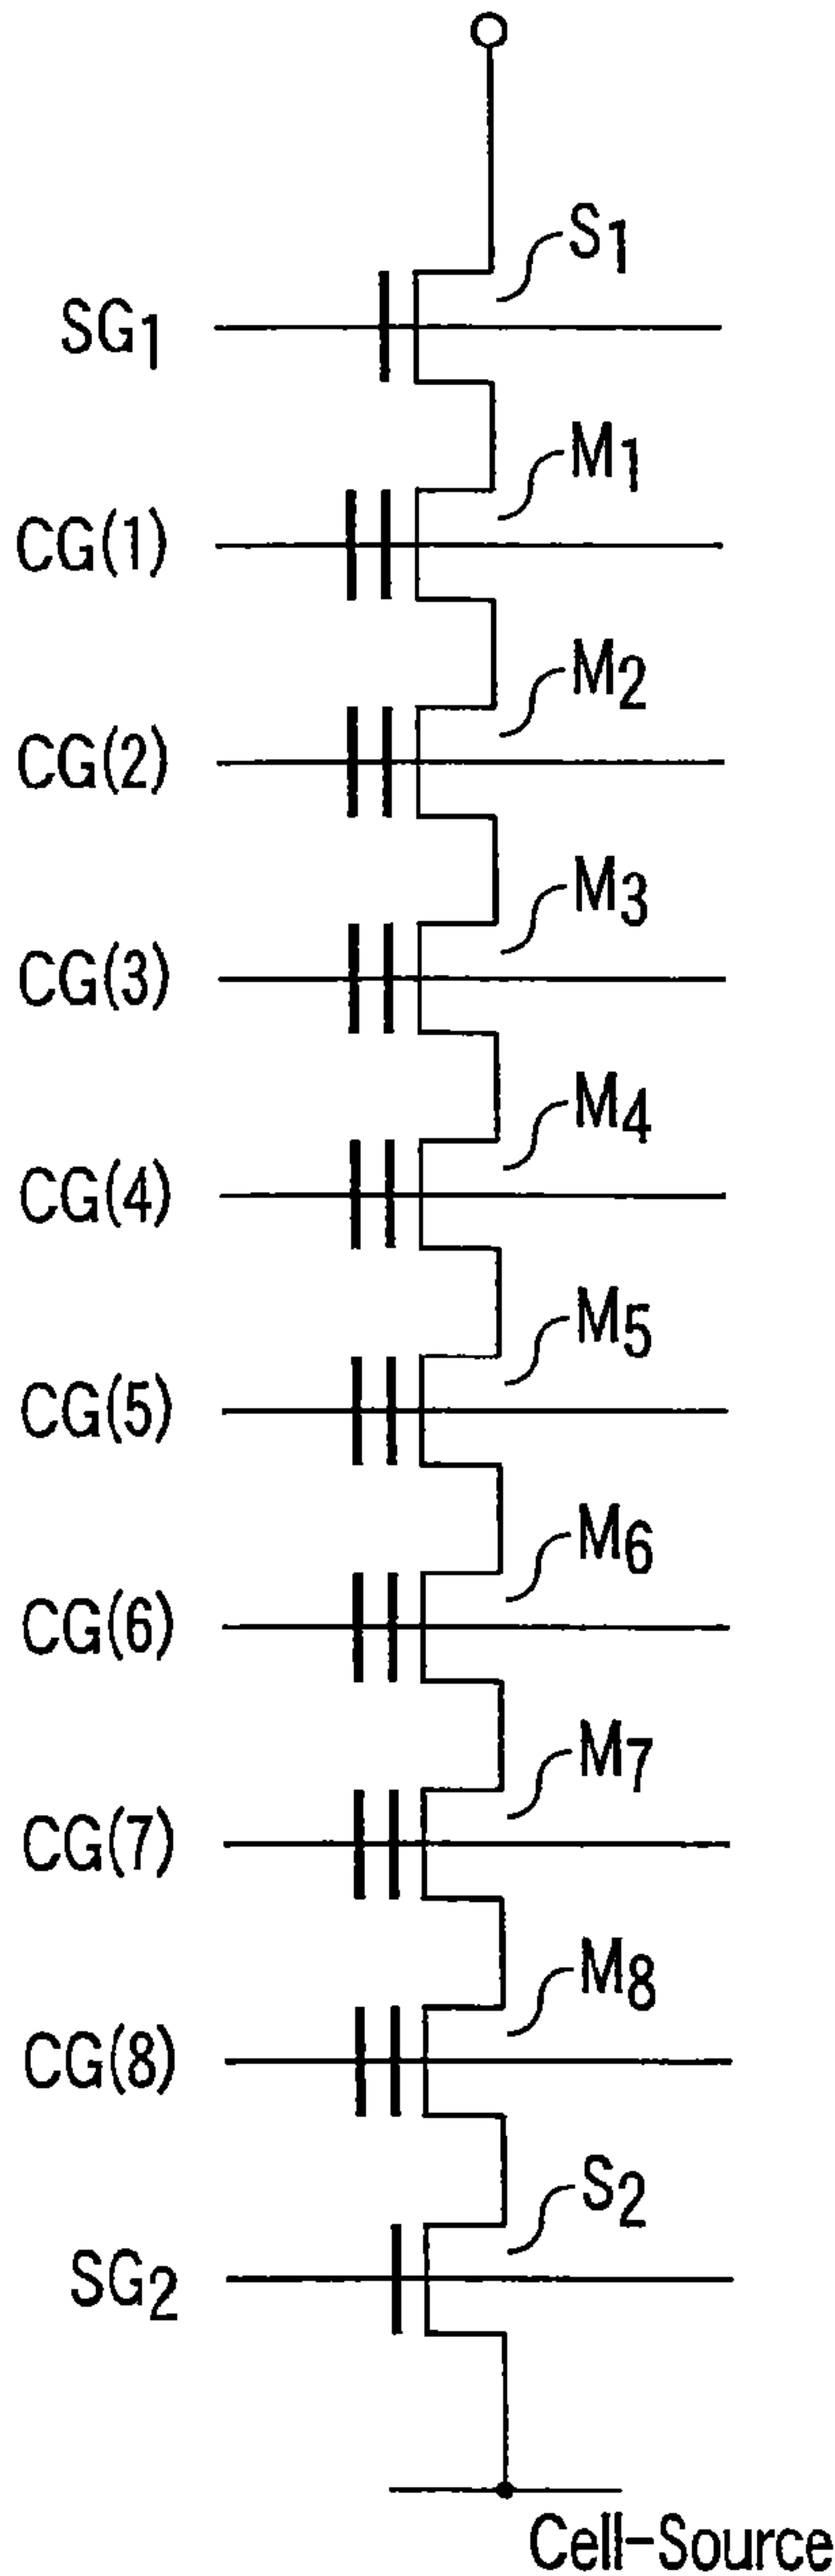 S1
SG1
M1
CG(1)
M2
CG(2)
M3
CG(3)
M4
CG(4)
M5
CG(5)
M6
CG(6)
M7
CG(7)
M8
CG(8)
S2
SG2
Cell-Source